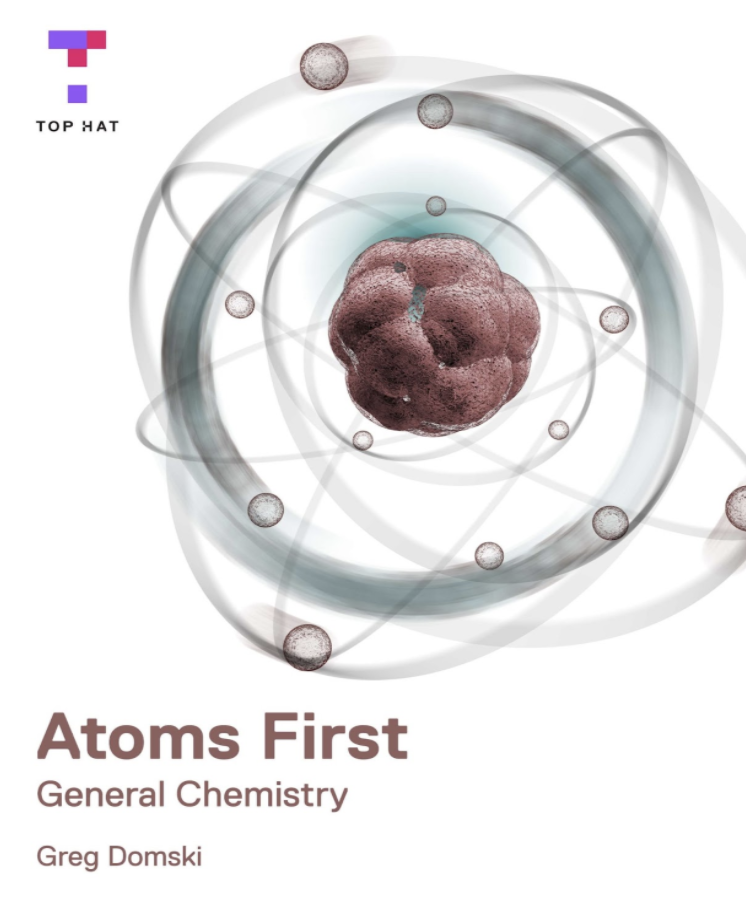 TOP HAT
Atoms First
General Chemistry
Greg Domski